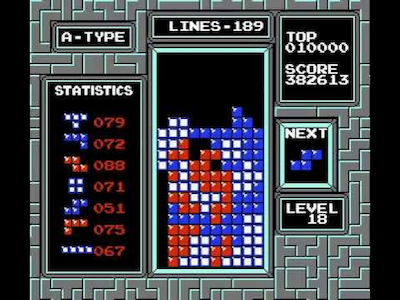 A-TYPE
LINES-189
TOP
010000
SCORE
382613
STATISTICS
079
072
088
071
051
075
067
NEXT
LEVEL
18